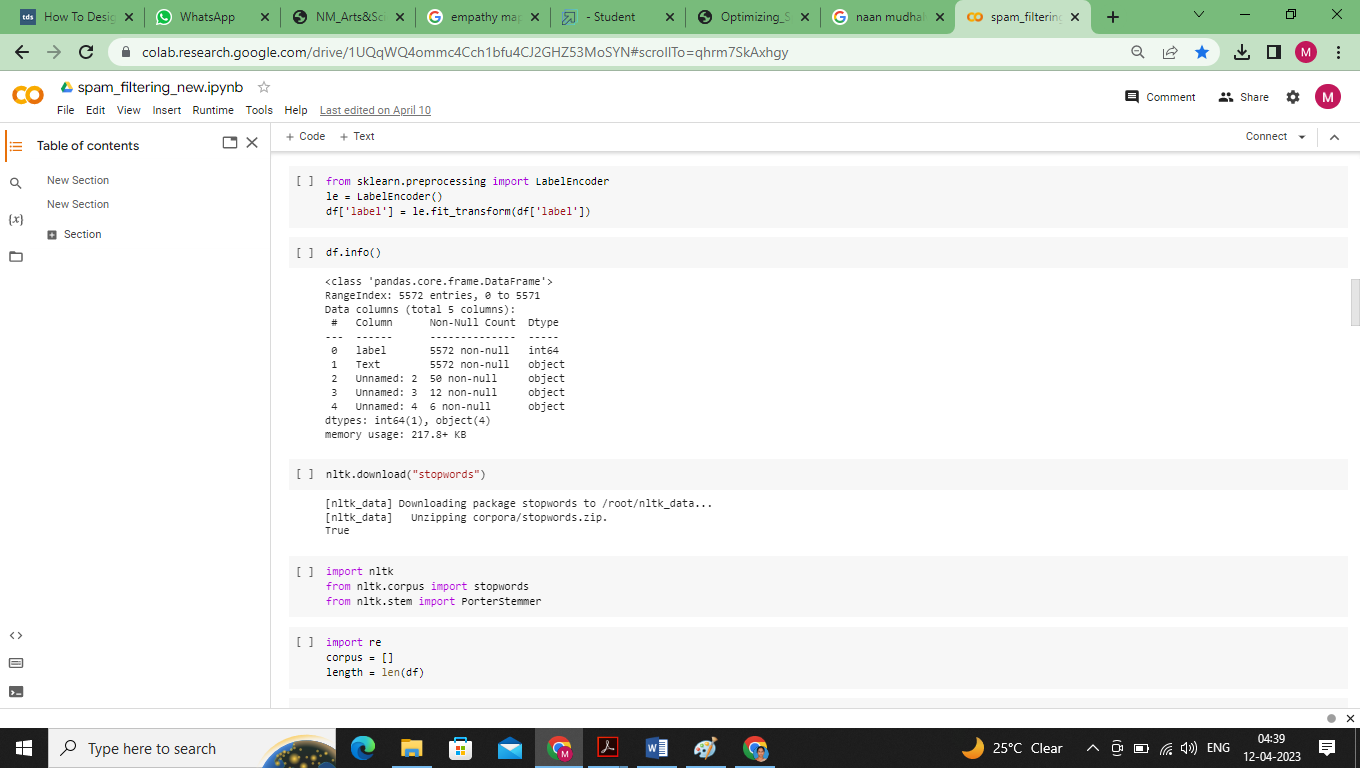 How To Desig
WhatsApp
NM_Arts&Sci
empathy map
- Student
Optimizing_S
naan mudhal
spam_filtering
colab.research.google.com/drive/1UQqWQ4ommc4Cch1bfu4CJ2GHZ53MoSYN#scrollTo=qhrm7SkAxhgy
M
CO
spam_filtering_new.ipynb
File Edit View Insert Runtime Tools Help Last edited on April 10
Comment Share M
Table of contents
New Section
New Section
Section
+ Code + Text
Connect
[ ] from sklearn.preprocessing import LabelEncoder
le = LabelEncoder()
df['label'] = le.fit_transform(df['label'])
[ ] df.info()
<class 'pandas.core.frame.DataFrame'>
RangeIndex: 5572 entries, 0 to 5571
Data columns (total 5 columns):
# Column Non-Null Count Dtype
--- ------ -------------- -----
0 label 5572 non-null int64
1 Text 5572 non-null object
2 Unnamed: 2 50 non-null object
3 Unnamed: 3 12 non-null object
4 Unnamed: 4 6 non-null object
dtypes: int64(1), object(4)
memory usage: 217.8+ KB
[ ] nltk.download("stopwords")
[nltk_data] Downloading package stopwords to /root/nltk_data...
[nltk_data] Unzipping corpora/stopwords.zip.
True
[ ] import nltk
from nltk.corpus import stopwords
from nltk.stem import PorterStemmer
[ ] import re
corpus = []
length = len(df)
Type here to search
25°C Clear
ENG
04:39
12-04-2023